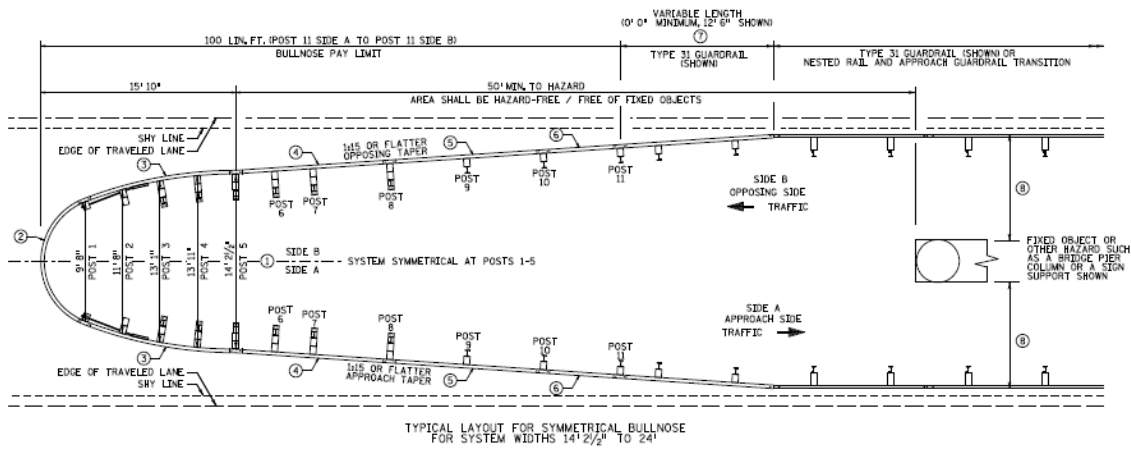 VARIABLE LENGTH
(0'0" MINIMUM, 12'6" SHOWN)
7
100 LIN.FT. (POST 11 SIDE A TO POST 11 SIDE B)
BULLNOSE PAY LIMIT
TYPE 31 GUARDRAIL
(SHOWN)
TYPE 31 GUARDRAIL (SHOWN) OR
NESTED RAIL AND APPROACH GUARDRAIL TRANSITION
15'10"
50'MIN. TO HAZARD
AREA SHALL BE HAZARD-FREE / FREE OF FIXED OBJECTS
SHY LINE
EDGE OF TRAVELED LANE
3
4
1:15 OR FLATTER
OPPOSING TAPER
5
6
POST
6
POST
7
POST
8
POST
9
POST
10
POST
11
SIDE B
OPPOSING SIDE
TRAFFIC
8
2
9'8"
POST 1
11'8"
POST 2
13'1"
POST 3
13'11"
POST 4
14'2½"
POST 5
1
SIDE B
SIDE A
SYSTEM SYMMETRICAL AT POSTS 1-5
FIXED OBJECT OR
OTHER HAZARD SUCH
AS A BRIDGE PIER
COLUMN OR A SIGN
SUPPORT SHOWN
POST
6
POST
7
POST
8
POST
9
POST
10
POST
11
SIDE A
APPROACH SIDE
TRAFFIC
8
3
4
1:15 OR FLATTER
APPROACH TAPER
5
6
EDGE OF TRAVELED LANE
SHY LINE
TYPICAL LAYOUT FOR SYMMETRICAL BULLNOSE
FOR SYSTEM WIDTHS 14'2½" TO 24'